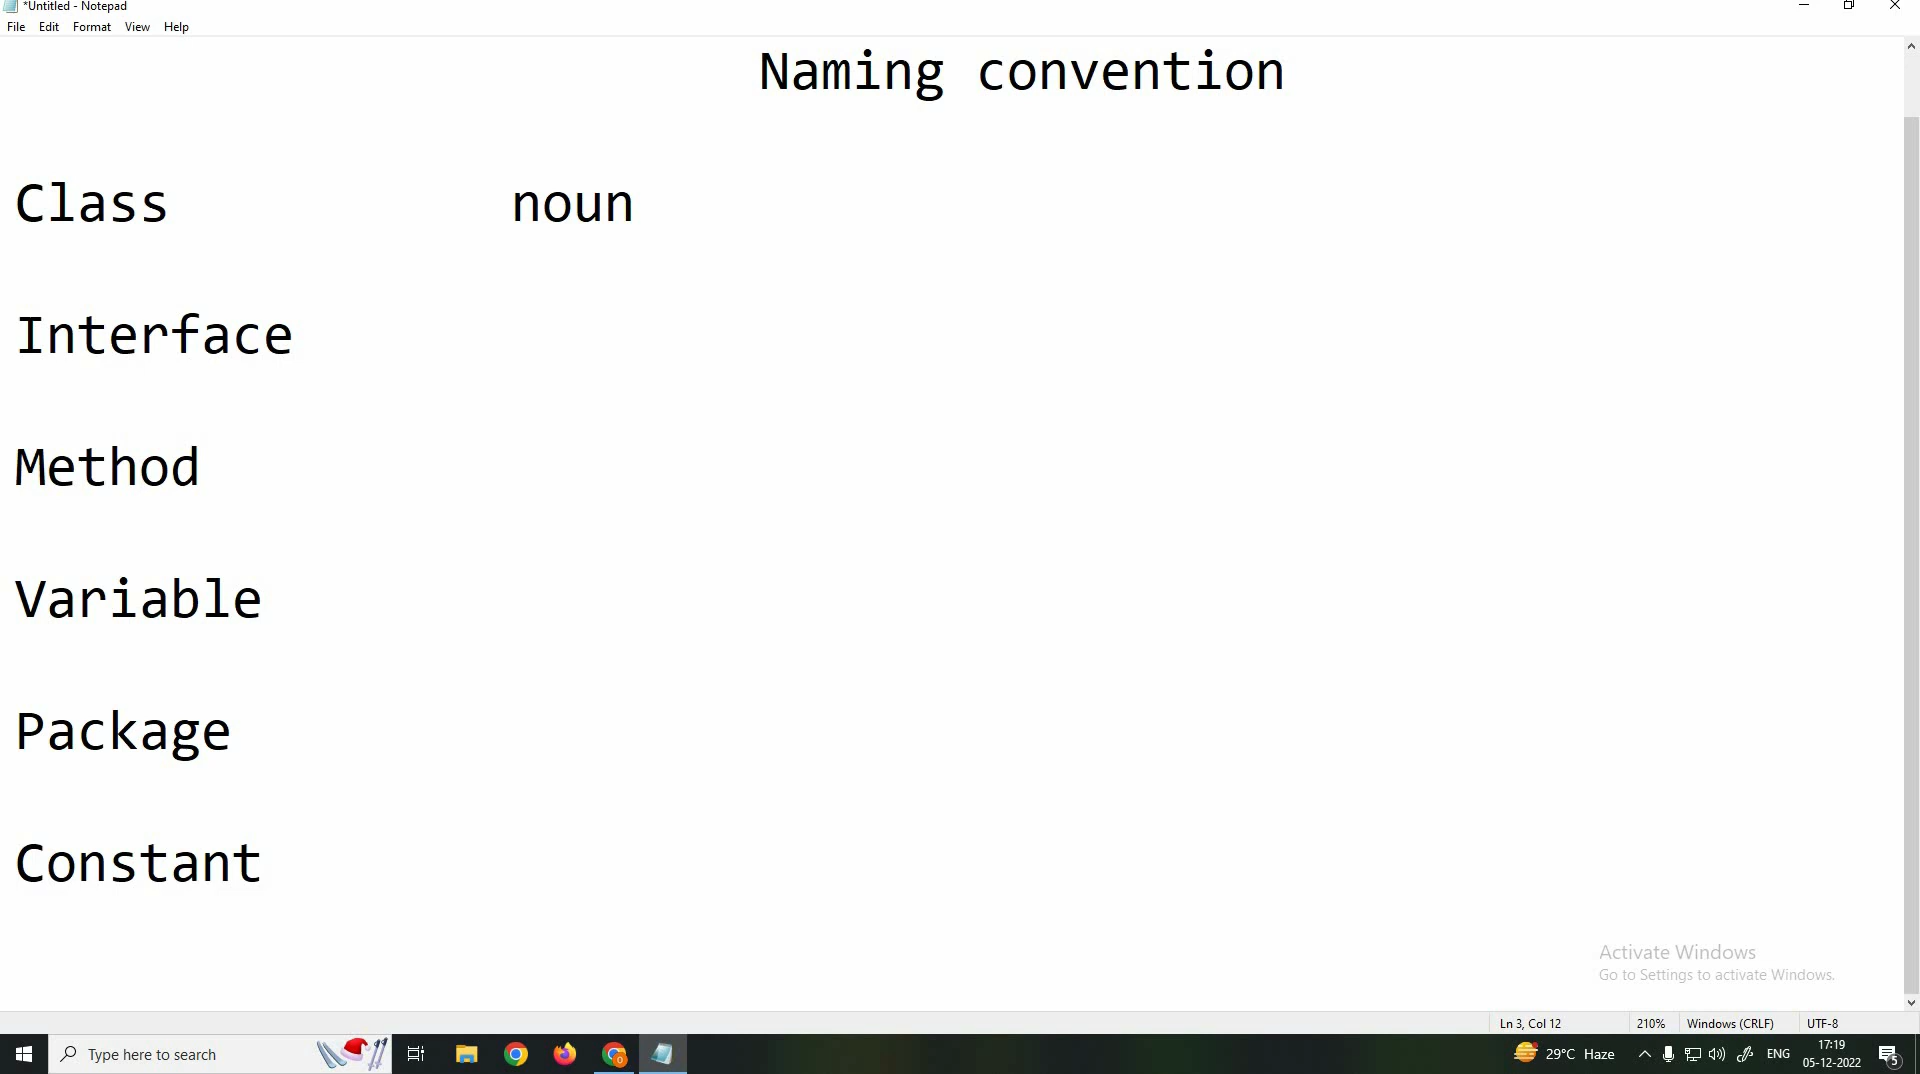 *Untitled - Notepad
File Edit Format View Help
Naming convention
Class noun
Interface
Method
Variable
Package
Constant
Activate Windows
Go to Settings to activate Windows.
Ln 3, Col 12 210% Windows (CRLF) UTF-8
Type here to search 29°C Haze ENG 17:19
05-12-2022 5